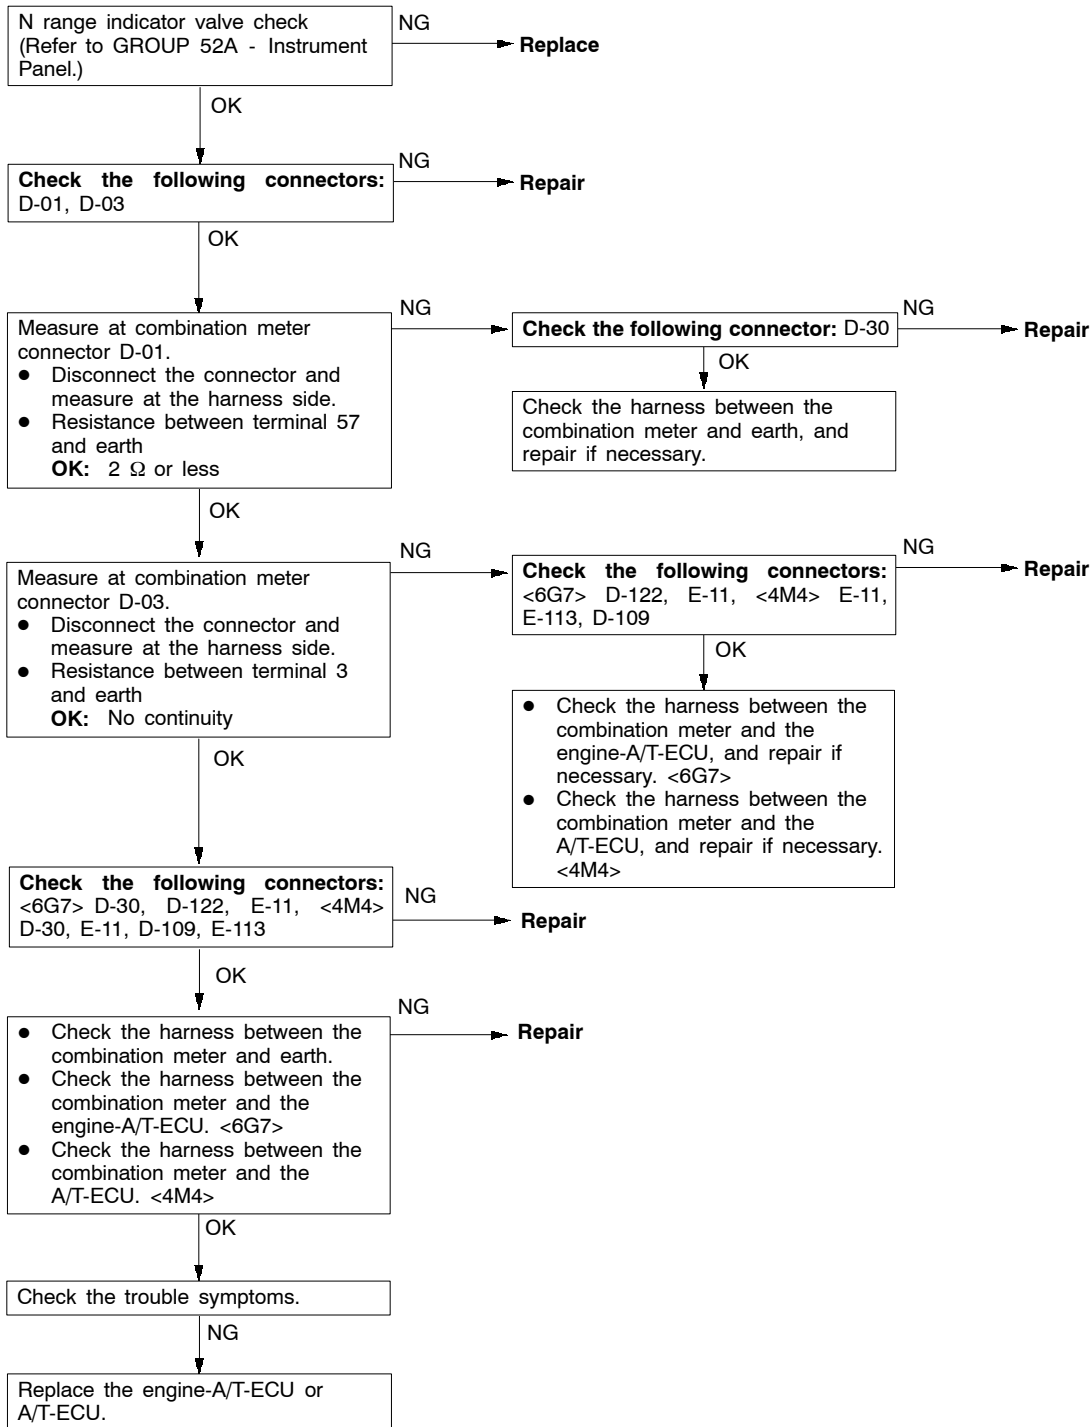 N range indicator valve check
(Refer to GROUP 52A - Instrument
Panel.)
NG
Replace
OK
Check the following connectors:
D-01, D-03
NG
Repair
OK
Measure at combination meter
connector D-01.
● Disconnect the connector and
measure at the harness side.
● Resistance between terminal 57
and earth
OK: 2 Ω or less
NG
Check the following connector: D-30
NG
Repair
OK
Check the harness between the
combination meter and earth, and
repair if necessary.
OK
Measure at combination meter
connector D-03.
● Disconnect the connector and
measure at the harness side.
● Resistance between terminal 3
and earth
OK: No continuity
NG
Check the following connectors:
<6G7> D-122, E-11, <4M4> E-11,
E-113, D-109
NG
Repair
OK
● Check the harness between the
combination meter and the
engine-A/T-ECU, and repair if
necessary. <6G7>
● Check the harness between the
combination meter and the
A/T-ECU, and repair if necessary.
<4M4>
OK
Check the following connectors:
<6G7> D-30, D-122, E-11, <4M4>
D-30, E-11, D-109, E-113
NG
Repair
OK
● Check the harness between the
combination meter and earth.
● Check the harness between the
combination meter and the
engine-A/T-ECU. <6G7>
● Check the harness between the
combination meter and the
A/T-ECU. <4M4>
NG
Repair
OK
Check the trouble symptoms.
NG
Replace the engine-A/T-ECU or
A/T-ECU.